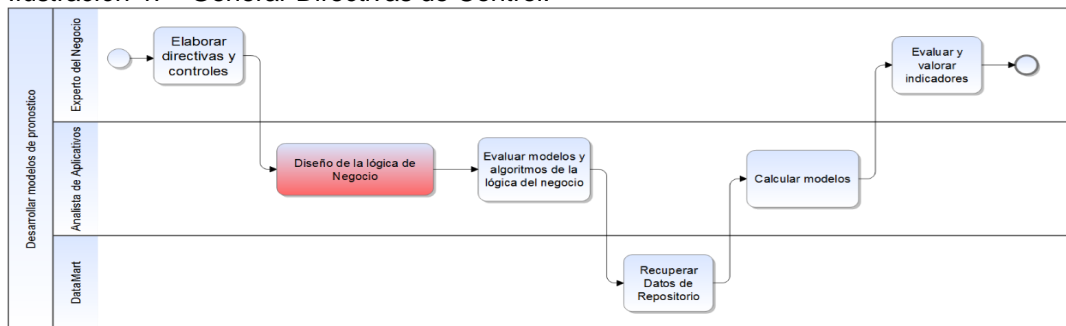 Ilustración 4. Generar Directivas de Control.
Desarrollar modelos de pronostico
Experto del Negocio
Elaborar
directivas y
controles
Evaluar y
valorar
indicadores
Analista de Aplicativos
Diseño de la lógica de
Negocio
Evaluar modelos y
algoritmos de la
lógica del negocio
Calcular modelos
DataMart
Recuperar
Datos de
Repositorio